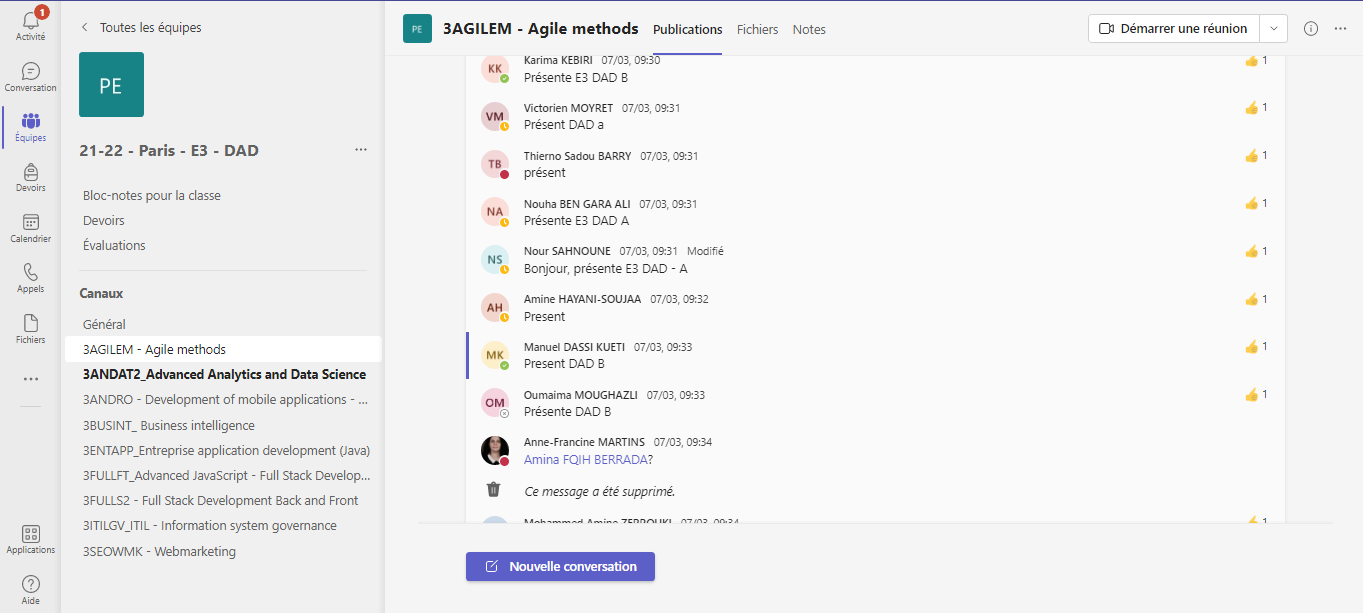 1
Activité
Conversation
Équipes
Devoirs
Calendrier
Appels
Fichiers
Applications
Aide
Toutes les équipes
PE
21-22 - Paris - E3 - DAD
Bloc-notes pour la classe
Devoirs
Évaluations
Canaux
Général
3AGILEM - Agile methods
3ANDAT2_Advanced Analytics and Data Science
3ANDRO - Development of mobile applications - ...
3BUSINT_ Business intelligence
3ENTAPP_Entreprise application development (Java)
3FULLFT_Advanced JavaScript - Full Stack Develop...
3FULLS2 - Full Stack Development Back and Front
3ITILGV_ITIL - Information system governance
3SEOWMK - Webmarketing
PE 3AGILEM - Agile methods Publications Fichiers Notes Démarrer une réunion
KK Karima KEBIRI 07/03, 09:30 1
Présente E3 DAD B
VM Victorien MOYRET 07/03, 09:31 1
Présent DAD a
TB Thierno Sadou BARRY 07/03, 09:31 1
présent
NA Nouha BEN GARA ALI 07/03, 09:31 1
Présente E3 DAD A
NS Nour SAHNOUNE 07/03, 09:31 Modifié 1
Bonjour, présente E3 DAD - A
AH Amine HAYANI-SOUJAA 07/03, 09:32 1
Present
MK Manuel DASSI KUETI 07/03, 09:33 1
Present DAD B
OM Oumaima MOUGHAZLI 07/03, 09:33 1
Présente DAD B
Anne-Francine MARTINS 07/03, 09:34
Amina FQIH BERRADA?
Ce message a été supprimé.
Mohammed Amine ZERROUKI 07/03, 09:34 1
Nouvelle conversation